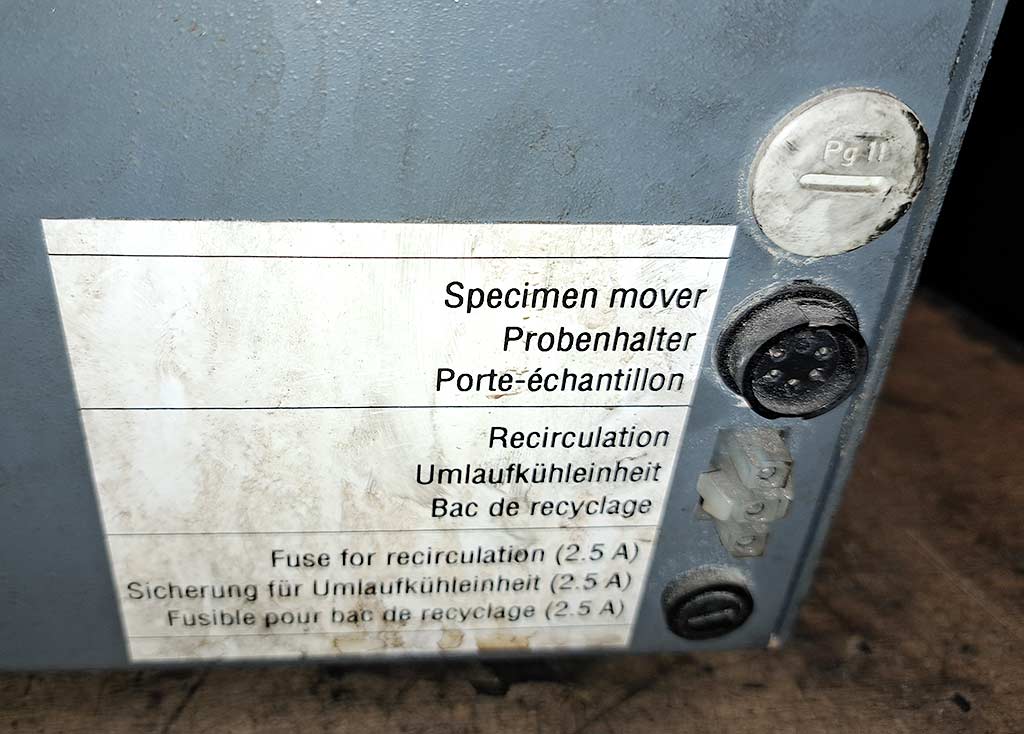 Pg 11
Specimen mover
Probenhalter
Porte-échantillon
Recirculation
Umlaufkühleinheit
Bac de recyclage
Fuse for recirculation (2.5 A)
Sicherung für Umlaufkühleinheit (2.5 A)
Fusible pour bac de recyclage (2.5 A)